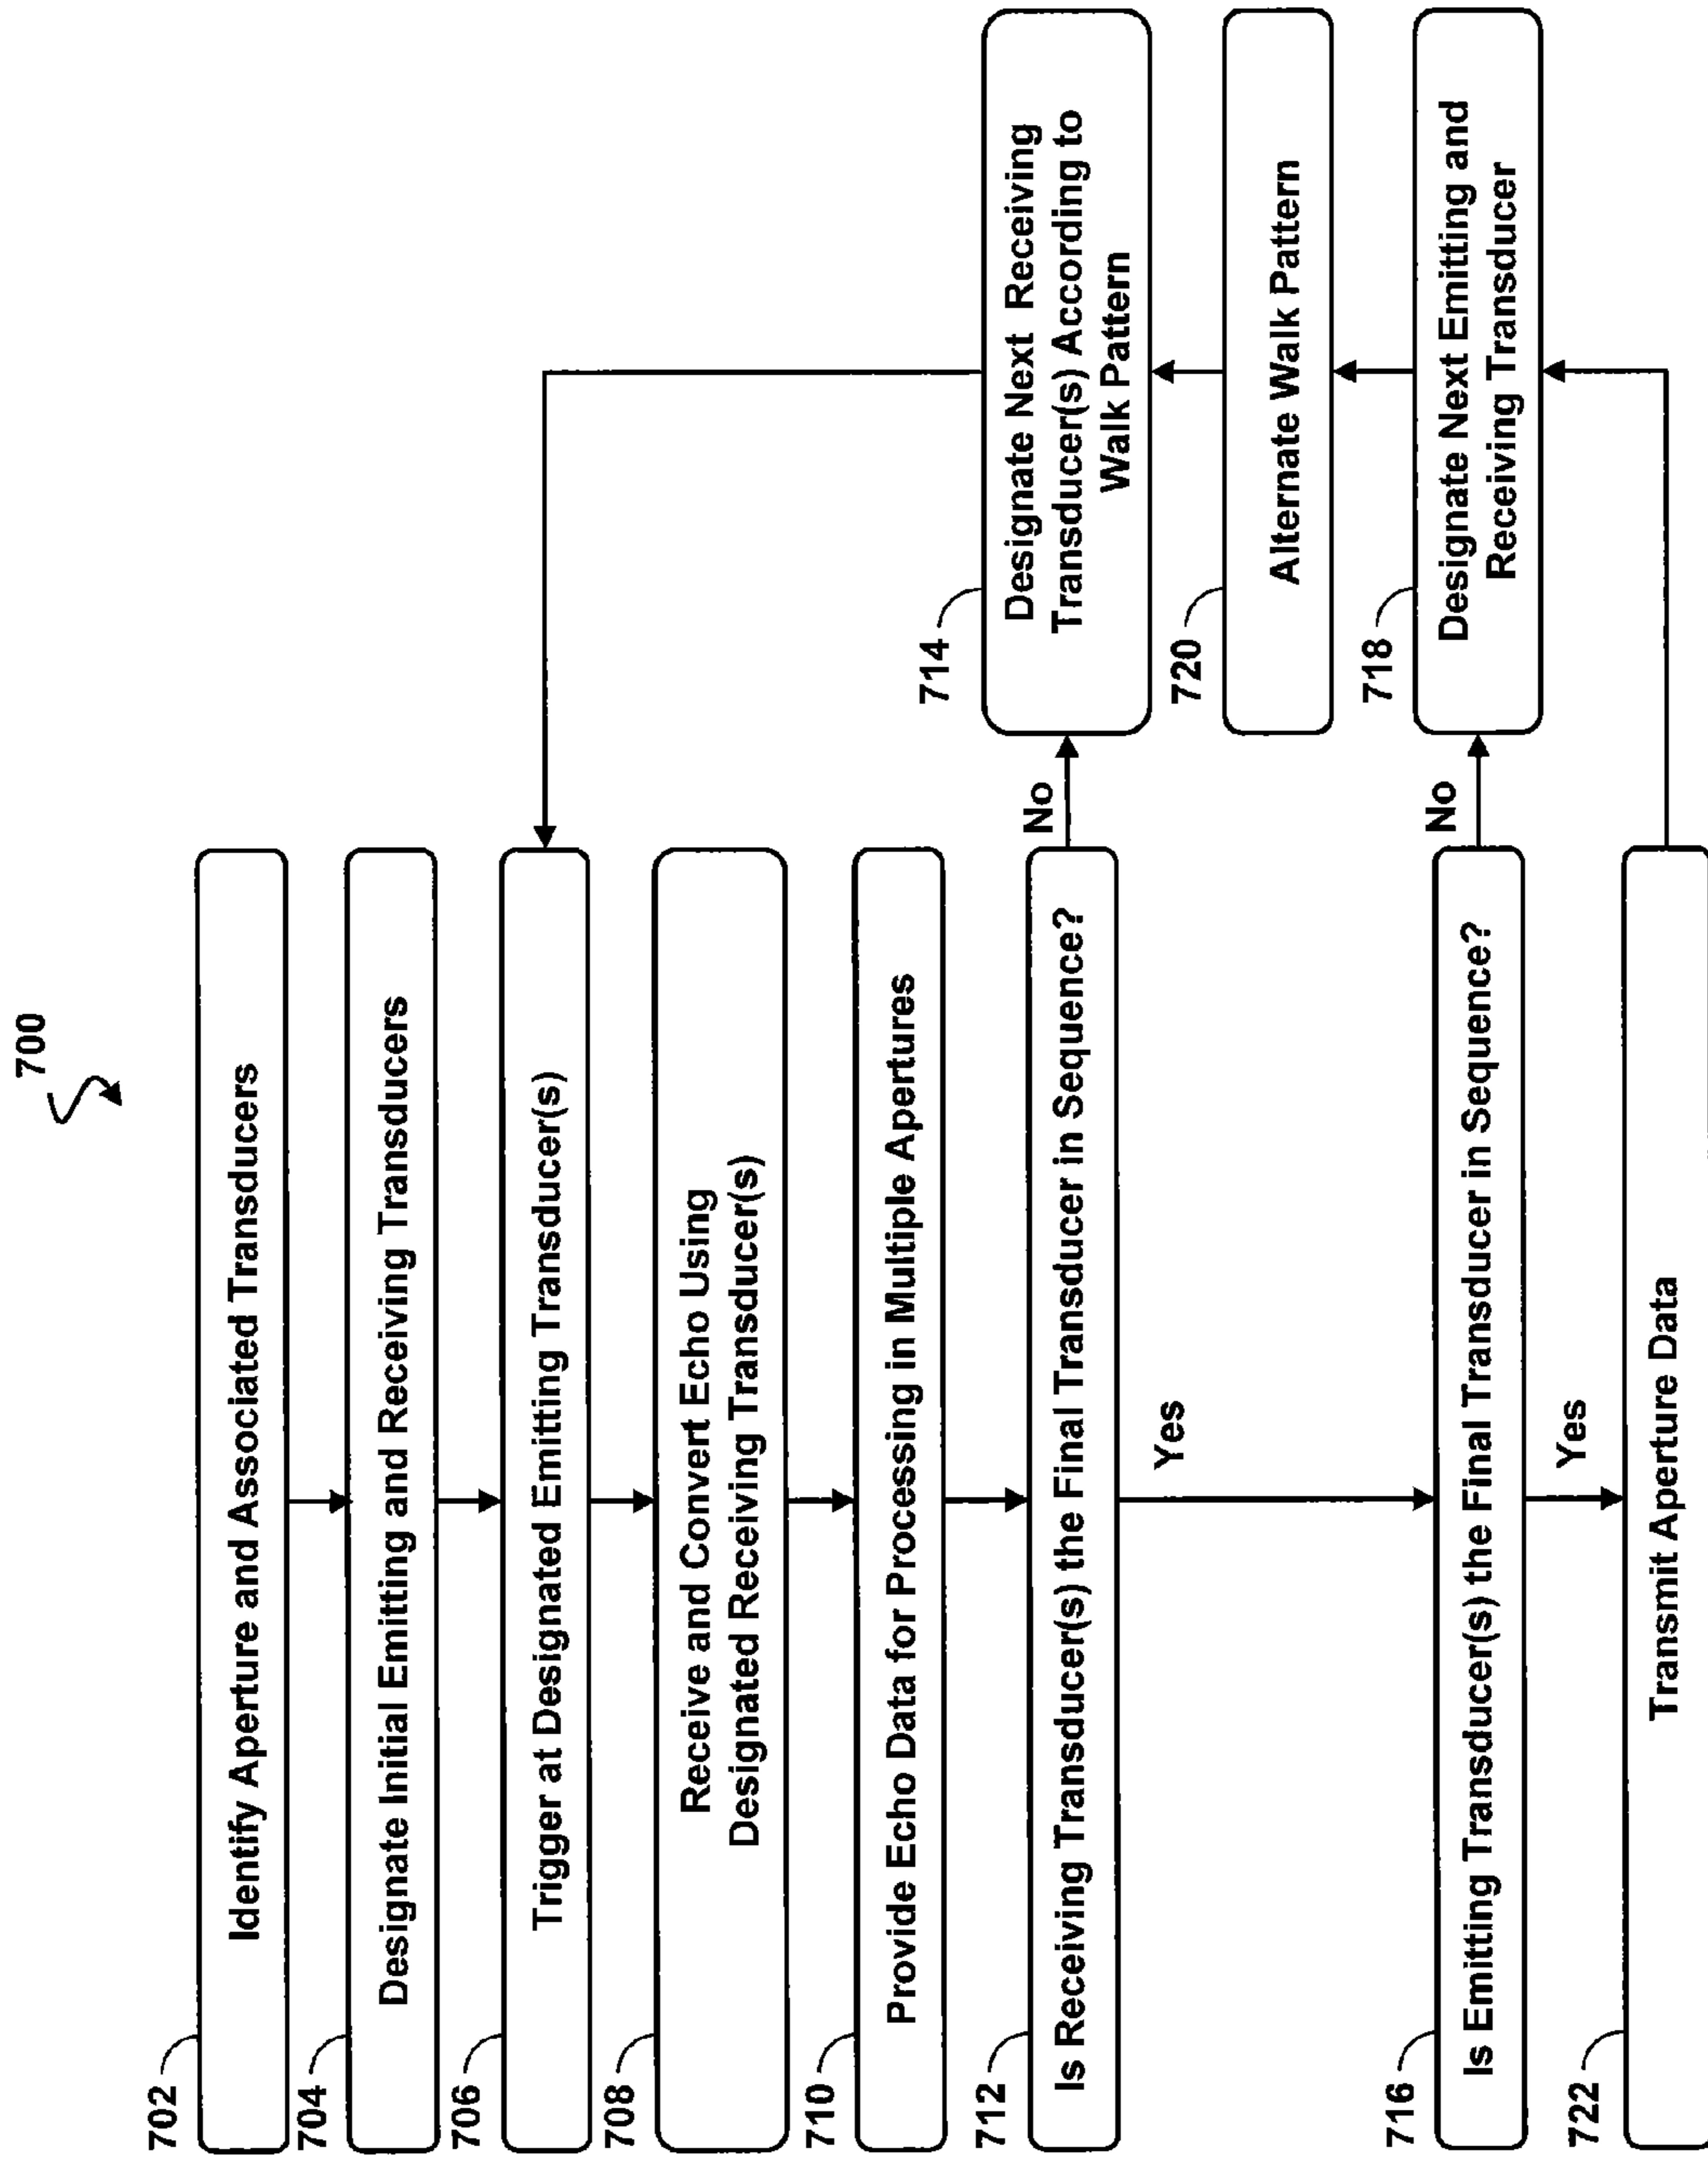 700
702
Identify Aperture and Associated Transducers
704
Designate Initial Emitting and Receiving Transducers
706
Trigger at Designated Emitting Transducer(s)
708
Receive and Convert Echo Using
Designated Receiving Transducer(s)
710
Provide Echo Data for Processing in Multiple Apertures
712
Is Receiving Transducer(s) the Final Transducer in Sequence?
No
714
Designate Next Receiving
Transducer(s) According to
Walk Pattern
Yes
720
Alternate Walk Pattern
716
Is Emitting Transducer(s) the Final Transducer in Sequence?
No
718
Designate Next Emitting and
Receiving Transducer
Yes
722
Transmit Aperture Data